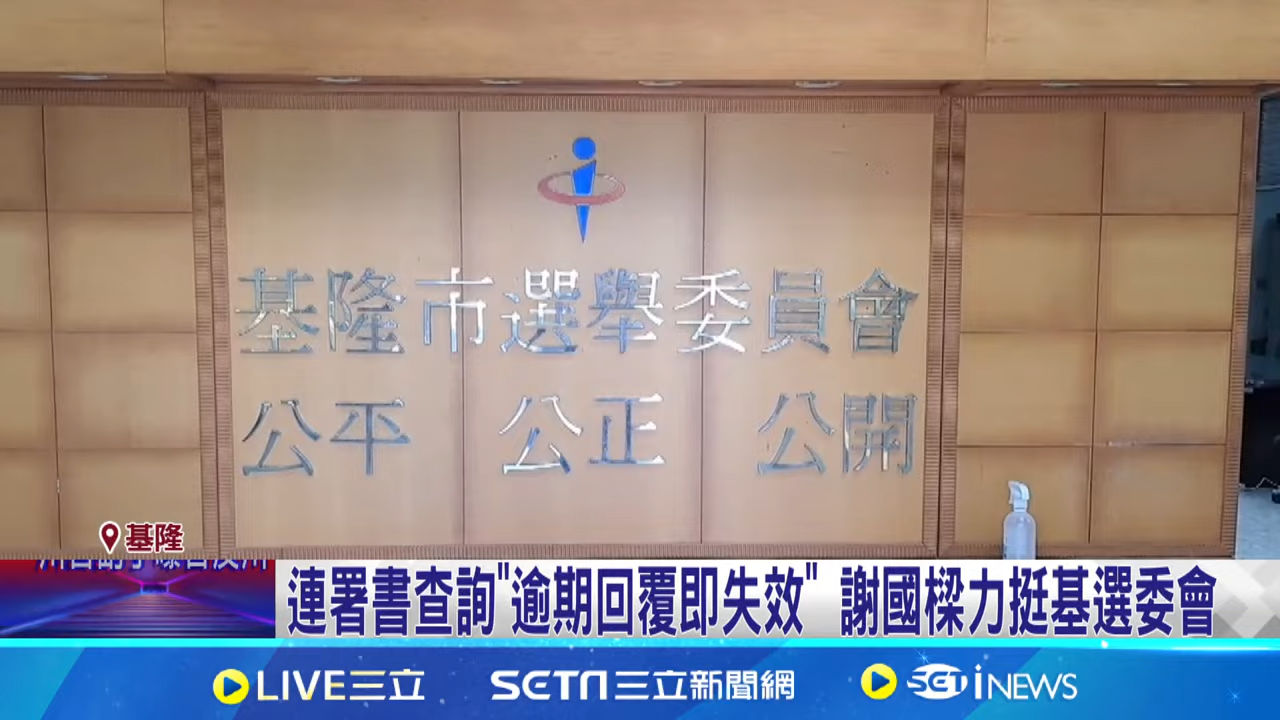 基隆市選舉委員會
公平 公正 公開
基隆
連署書查詢"逾期回覆即失效" 謝國樑力挺基選委會
LIVE三立
SETN三立新聞網
SET iNEWS